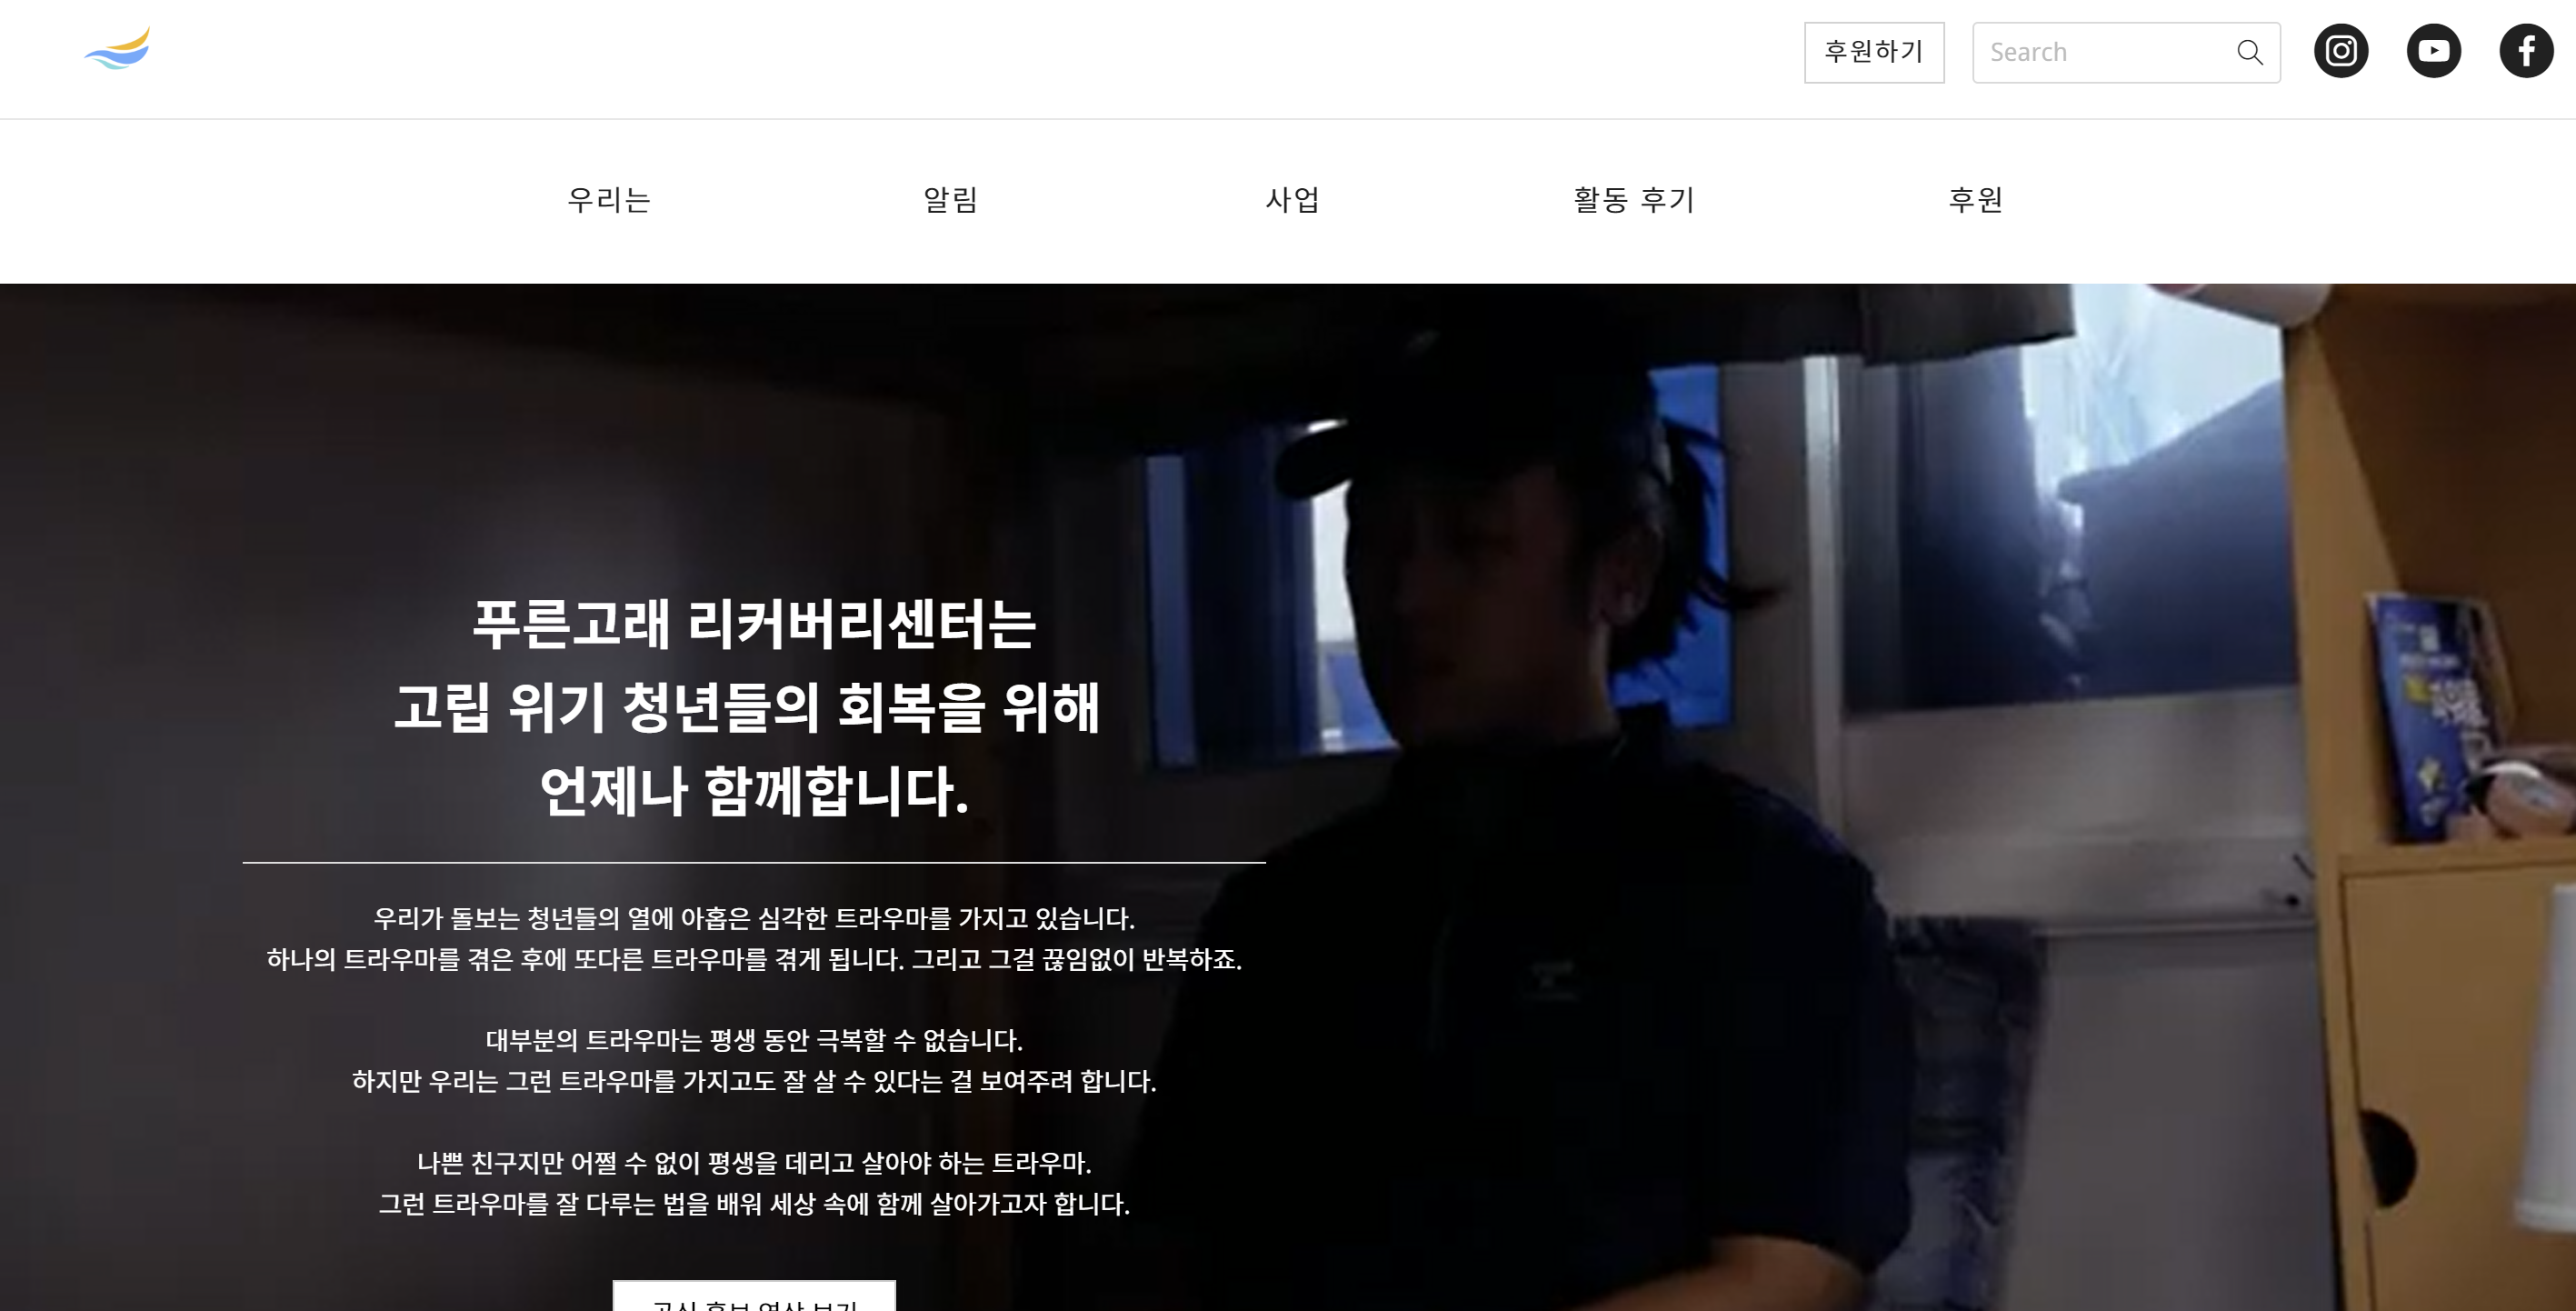 후원하기
Search
우리는 알림 사업 활동 후기 후원
푸른고래 리커버리센터는
고립 위기 청년들의 회복을 위해
언제나 함께합니다.
우리가 돌보는 청년들의 열에 아홉은 심각한 트라우마를 가지고 있습니다.
하나의 트라우마를 겪은 후에 또다른 트라우마를 겪게 됩니다. 그리고 그걸 끊임없이 반복하죠.
대부분의 트라우마는 평생 동안 극복할 수 없습니다.
하지만 우리는 그런 트라우마를 가지고도 잘 살 수 있다는 걸 보여주려 합니다.
나쁜 친구지만 어쩔 수 없이 평생을 데리고 살아야 하는 트라우마.
그런 트라우마를 잘 다루는 법을 배워 세상 속에 함께 살아가고자 합니다.
공식 홍보 영상 보기